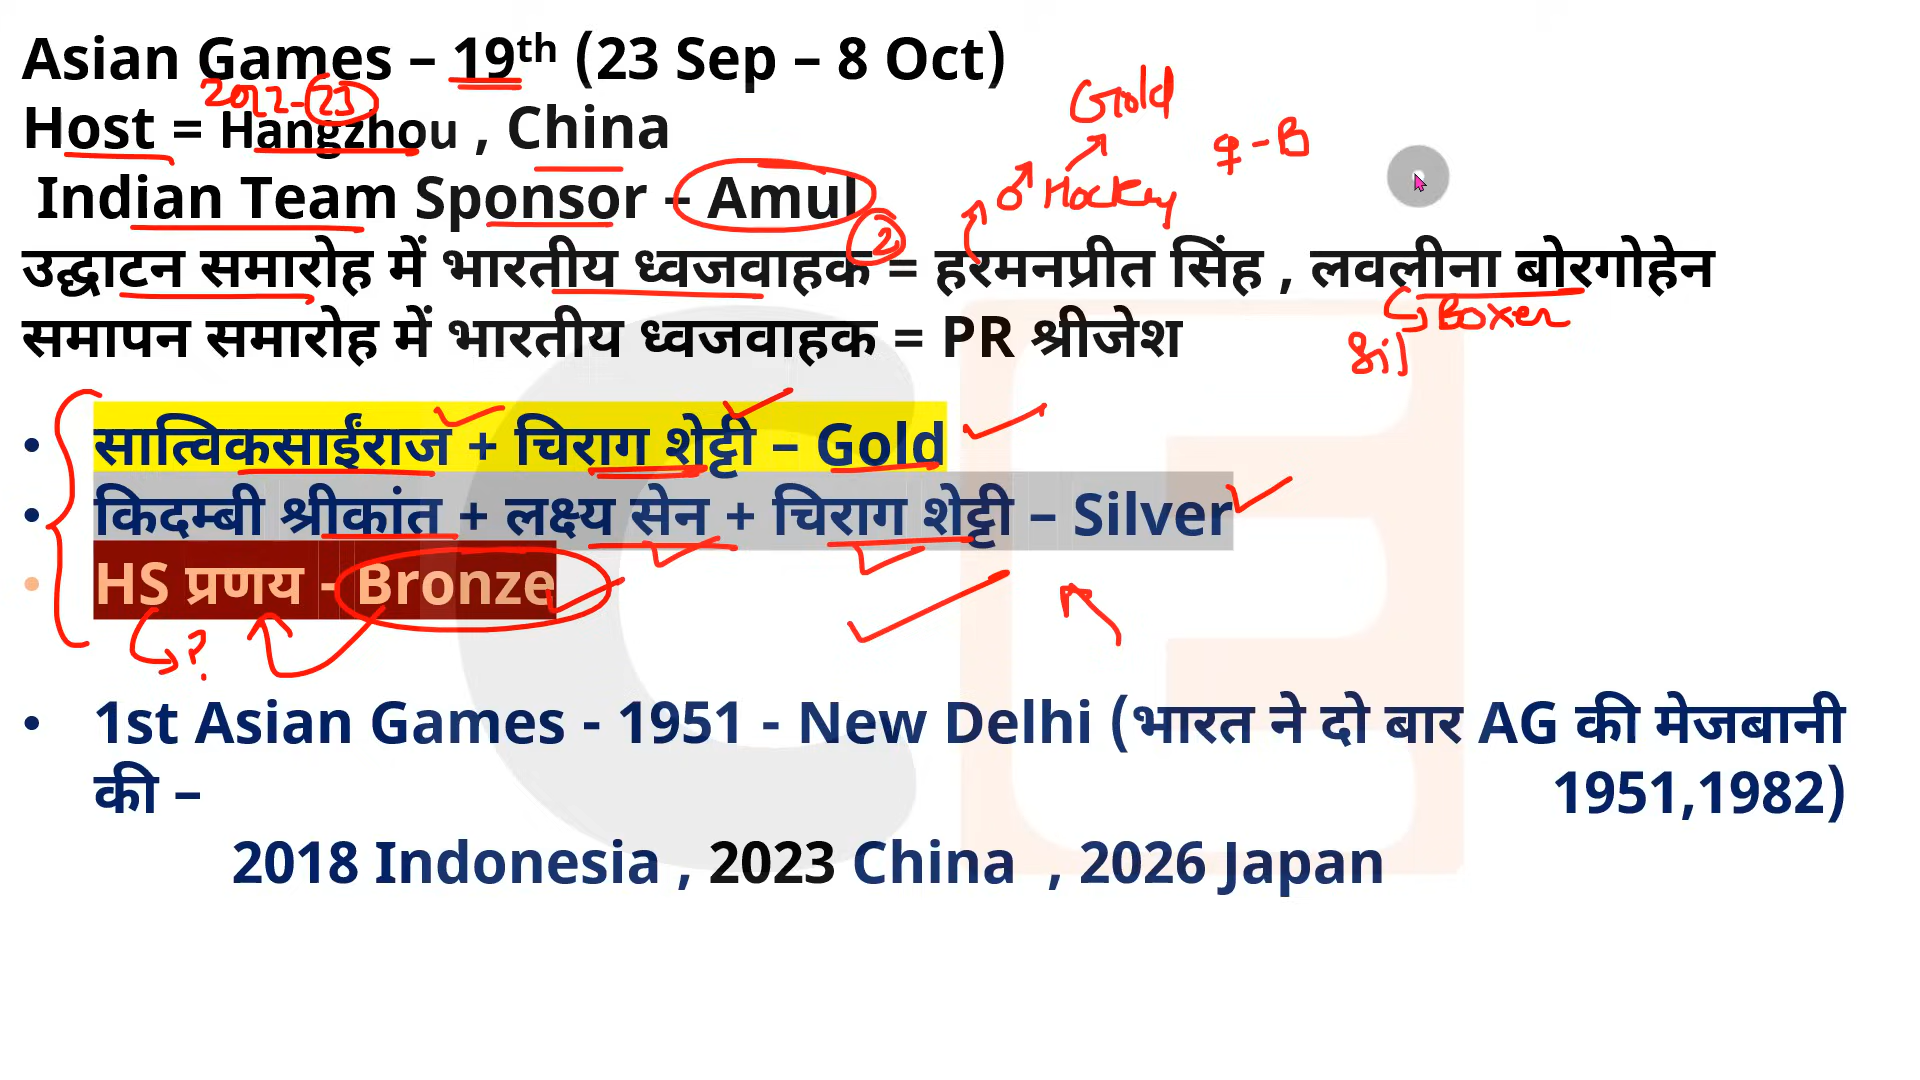 Asian Games – 19th (23 Sep – 8 Oct)
2022-23
Gold
Host = Hangzhou , China
♀-B
♂ Hockey
Indian Team Sponsor – Amul
2
उद्घाटन समारोह में भारतीय ध्वजवाहक = हरमनप्रीत सिंह , लवलीना बोरगोहेन
Boxer
समापन समारोह में भारतीय ध्वजवाहक = PR श्रीजेश
Sil
• सात्विकसाईराज + चिराग शेट्टी – Gold
• किदम्बी श्रीकांत + लक्ष्य सेन + चिराग शेट्टी – Silver
• HS प्रणय - Bronze
?
• 1st Asian Games - 1951 - New Delhi (भारत ने दो बार AG की मेजबानी
की – 1951,1982)
2018 Indonesia , 2023 China , 2026 Japan